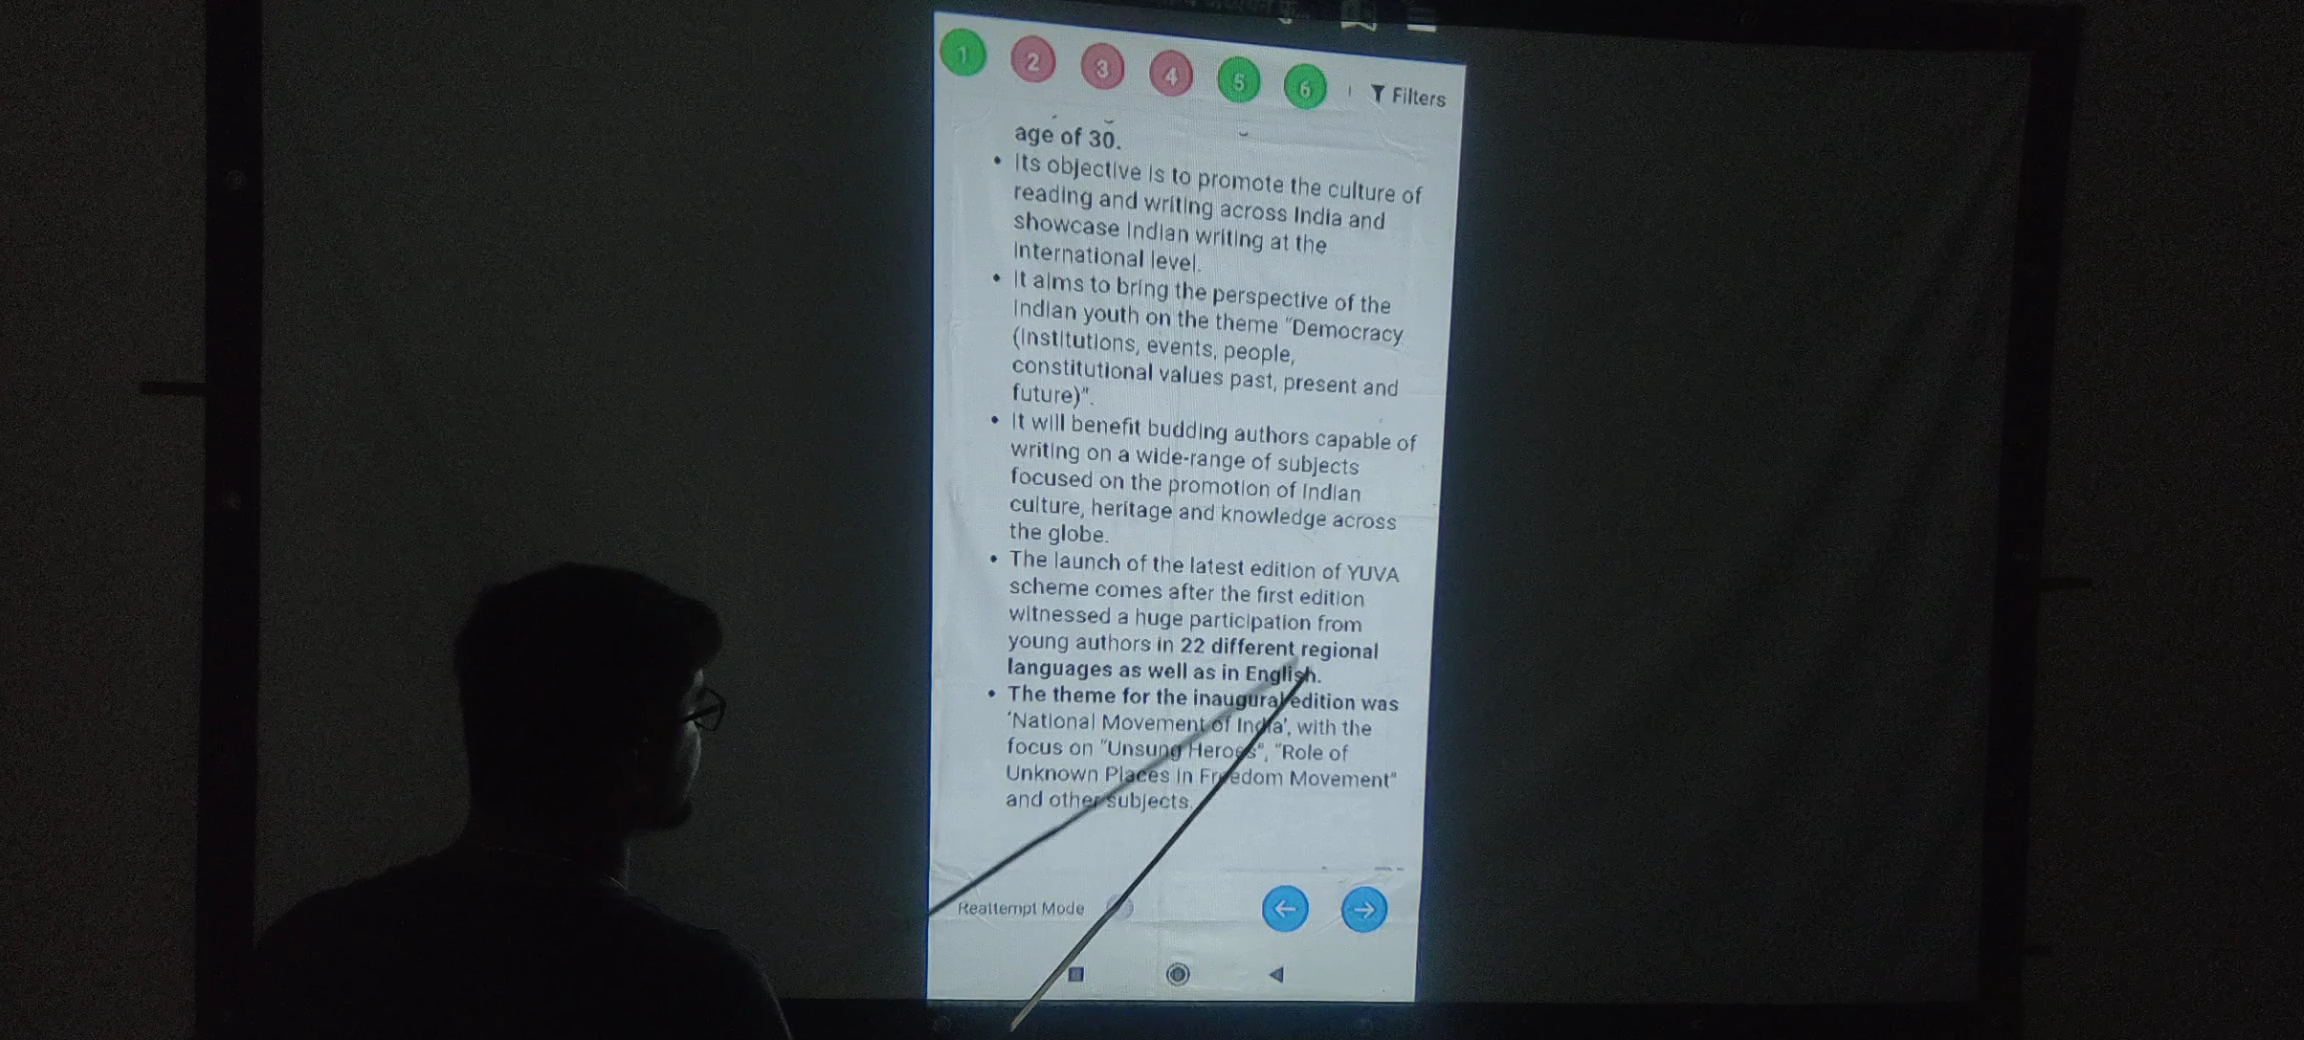 1 2 3 4 5 6 Filters
age of 30.
• Its objective is to promote the culture of
reading and writing across India and
showcase Indian writing at the
international level.
• It aims to bring the perspective of the
Indian youth on the theme "Democracy
(institutions, events, people,
constitutional values past, present and
future)".
• It will benefit budding authors capable of
writing on a wide-range of subjects
focused on the promotion of Indian
culture, heritage and knowledge across
the globe.
• The launch of the latest edition of YUVA
scheme comes after the first edition
witnessed a huge participation from
young authors in 22 different regional
languages as well as in English.
• The theme for the inaugural edition was
'National Movement of India', with the
focus on "Unsung Heroes", "Role of
Unknown Places in Freedom Movement"
and other subjects.
Reattempt Mode